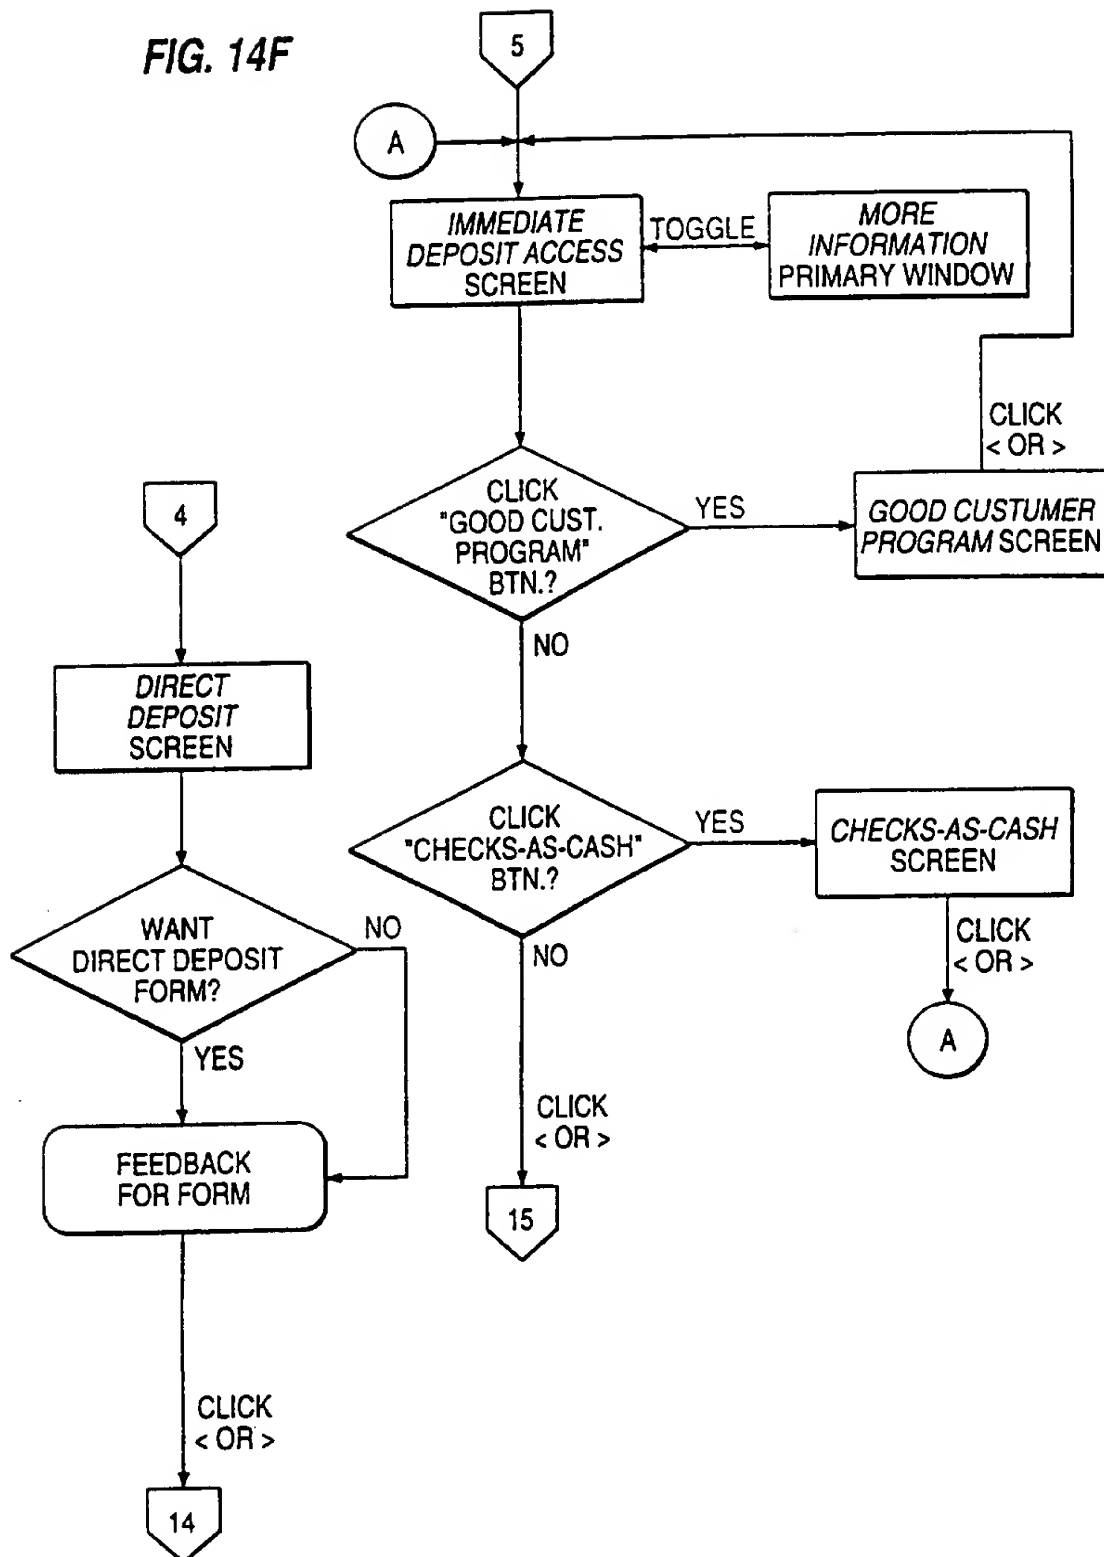 FIG. 14F
5
A
IMMEDIATE
DEPOSIT ACCESS
SCREEN
TOGGLE
MORE
INFORMATION
PRIMARY WINDOW
CLICK
"GOOD CUST.
PROGRAM"
BTN.?
YES
CLICK
< OR >
GOOD CUSTUMER
PROGRAM SCREEN
NO
CLICK
"CHECKS-AS-CASH"
BTN.?
YES
CHECKS-AS-CASH
SCREEN
CLICK
< OR >
A
NO
CLICK
< OR >
15
4
DIRECT
DEPOSIT
SCREEN
WANT
DIRECT DEPOSIT
FORM?
NO
YES
FEEDBACK
FOR FORM
CLICK
< OR >
14